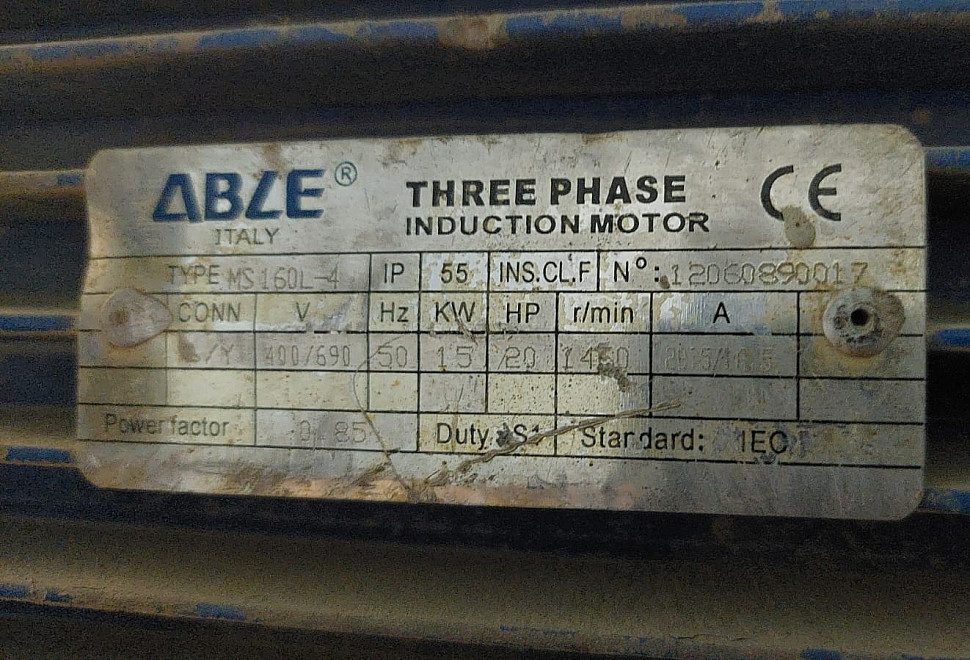 ABLE®
ITALY
THREE PHASE
INDUCTION MOTOR
CE
TYPE MS160L-4 IP 55 INS.CL.F Nº: 12060890017
CONN V Hz KW HP r/min A
/Y 400/690 50 15 20
Power factor 0.85 Duty S1 Standard: IEC